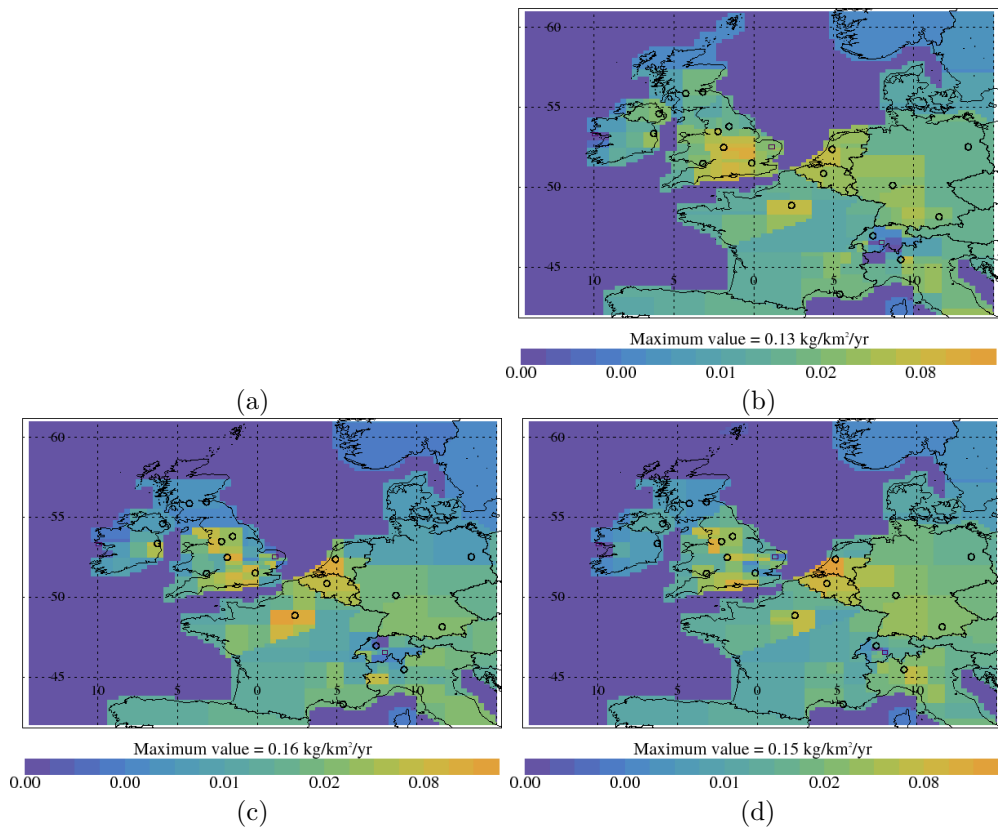 60
55
50
45
10 5 0 5 10
Maximum value = 0.13 kg/km²/yr
0.00 0.00 0.01 0.02 0.08
(a) (b)
60 60
55 55
50 50
45 45
10 5 0 5 10 10 5 0 5 10
Maximum value = 0.16 kg/km²/yr Maximum value = 0.15 kg/km²/yr
0.00 0.00 0.01 0.02 0.08 0.00 0.00 0.01 0.02 0.08
(c) (d)